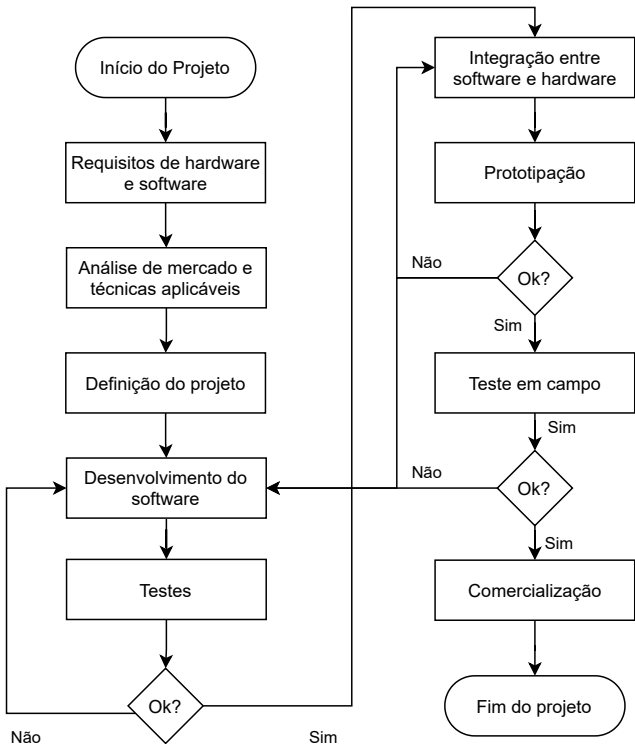 Início do Projeto
Requisitos de hardware
e software
Análise de mercado e
técnicas aplicáveis
Definição do projeto
Desenvolvimento do
software
Testes
Ok?
Não
Sim
Integração entre
software e hardware
Prototipação
Ok?
Não
Sim
Teste em campo
Sim
Ok?
Não
Sim
Comercialização
Fim do projeto